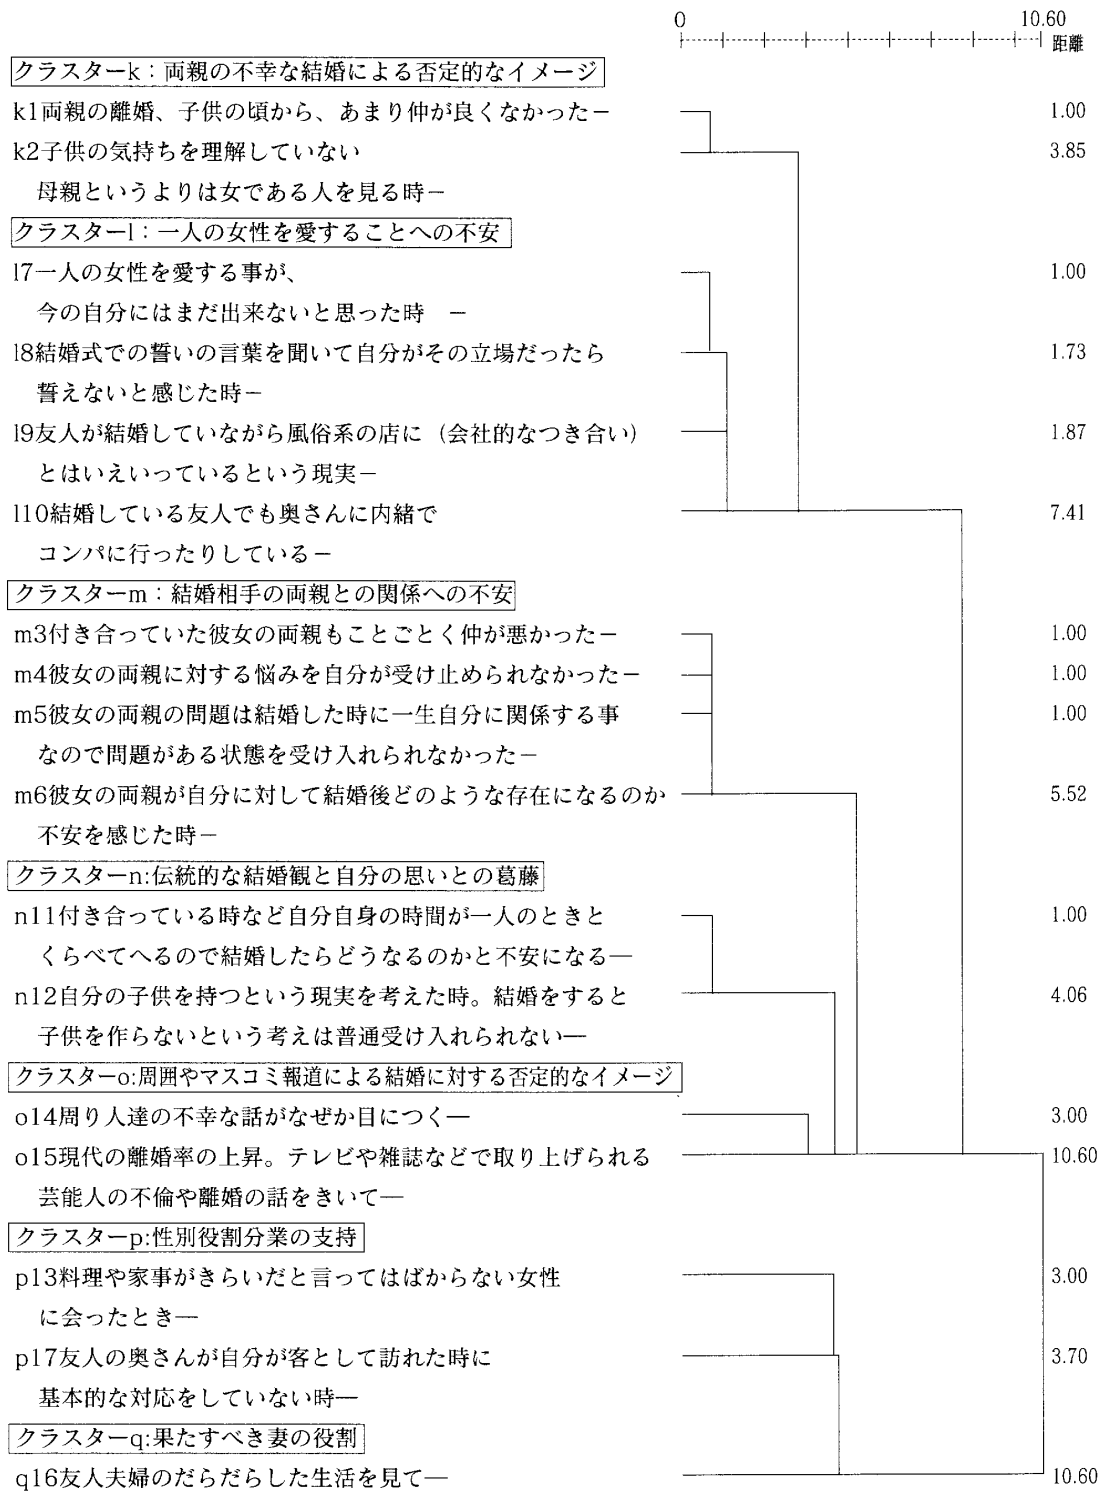 0 10.60
距離
クラスターk：両親の不幸な結婚による否定的なイメージ
k1両親の離婚、子供の頃から、あまり仲が良くなかった－ 1.00
k2子供の気持ちを理解していない 3.85
母親というよりは女である人を見る時－
クラスターl：一人の女性を愛することへの不安
l7一人の女性を愛する事が、 1.00
今の自分にはまだ出来ないと思った時　－
l8結婚式での誓いの言葉を聞いて自分がその立場だったら 1.73
誓えないと感じた時－
l9友人が結婚していながら風俗系の店に（会社的なつき合い） 1.87
とはいえいっているという現実－
l10結婚している友人でも奥さんに内緒で 7.41
コンパに行ったりしている－
クラスターm：結婚相手の両親との関係への不安
m3付き合っていた彼女の両親もことごとく仲が悪かった－ 1.00
m4彼女の両親に対する悩みを自分が受け止められなかった－ 1.00
m5彼女の両親の問題は結婚した時に一生自分に関係する事 1.00
なので問題がある状態を受け入れられなかった－
m6彼女の両親が自分に対して結婚後どのような存在になるのか 5.52
不安を感じた時－
クラスターn:伝統的な結婚観と自分の思いとの葛藤
n11付き合っている時など自分自身の時間が一人のときと 1.00
くらべてへるので結婚したらどうなるのかと不安になる―
n12自分の子供を持つという現実を考えた時。結婚をすると 4.06
子供を作らないという考えは普通受け入れられない―
クラスターo:周囲やマスコミ報道による結婚に対する否定的なイメージ
o14周り人達の不幸な話がなぜか目につく― 3.00
o15現代の離婚率の上昇。テレビや雑誌などで取り上げられる 10.60
芸能人の不倫や離婚の話をきいて―
クラスターp:性別役割分業の支持
p13料理や家事がきらいだと言ってはばからない女性 3.00
に会ったとき―
p17友人の奥さんが自分が客として訪れた時に 3.70
基本的な対応をしていない時―
クラスターq:果たすべき妻の役割
q16友人夫婦のだらだらした生活を見て― 10.60